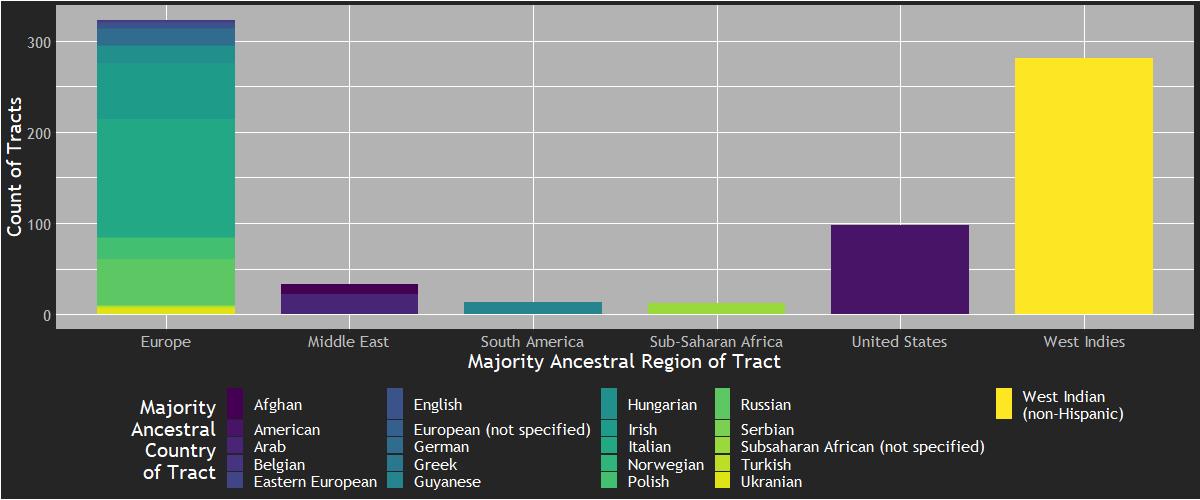 Count of Tracts
300
200
100
0
Europe
Middle East
South America
Sub-Saharan Africa
United States
West Indies
Majority Ancestral Region of Tract
Majority
Ancestral
Country
of Tract
Afghan
American
Arab
Belgian
Eastern European
English
European (not specified)
German
Greek
Guyanese
Hungarian
Irish
Italian
Norwegian
Polish
Russian
Serbian
Subsaharan African (not specified)
Turkish
Ukranian
West Indian
(non-Hispanic)